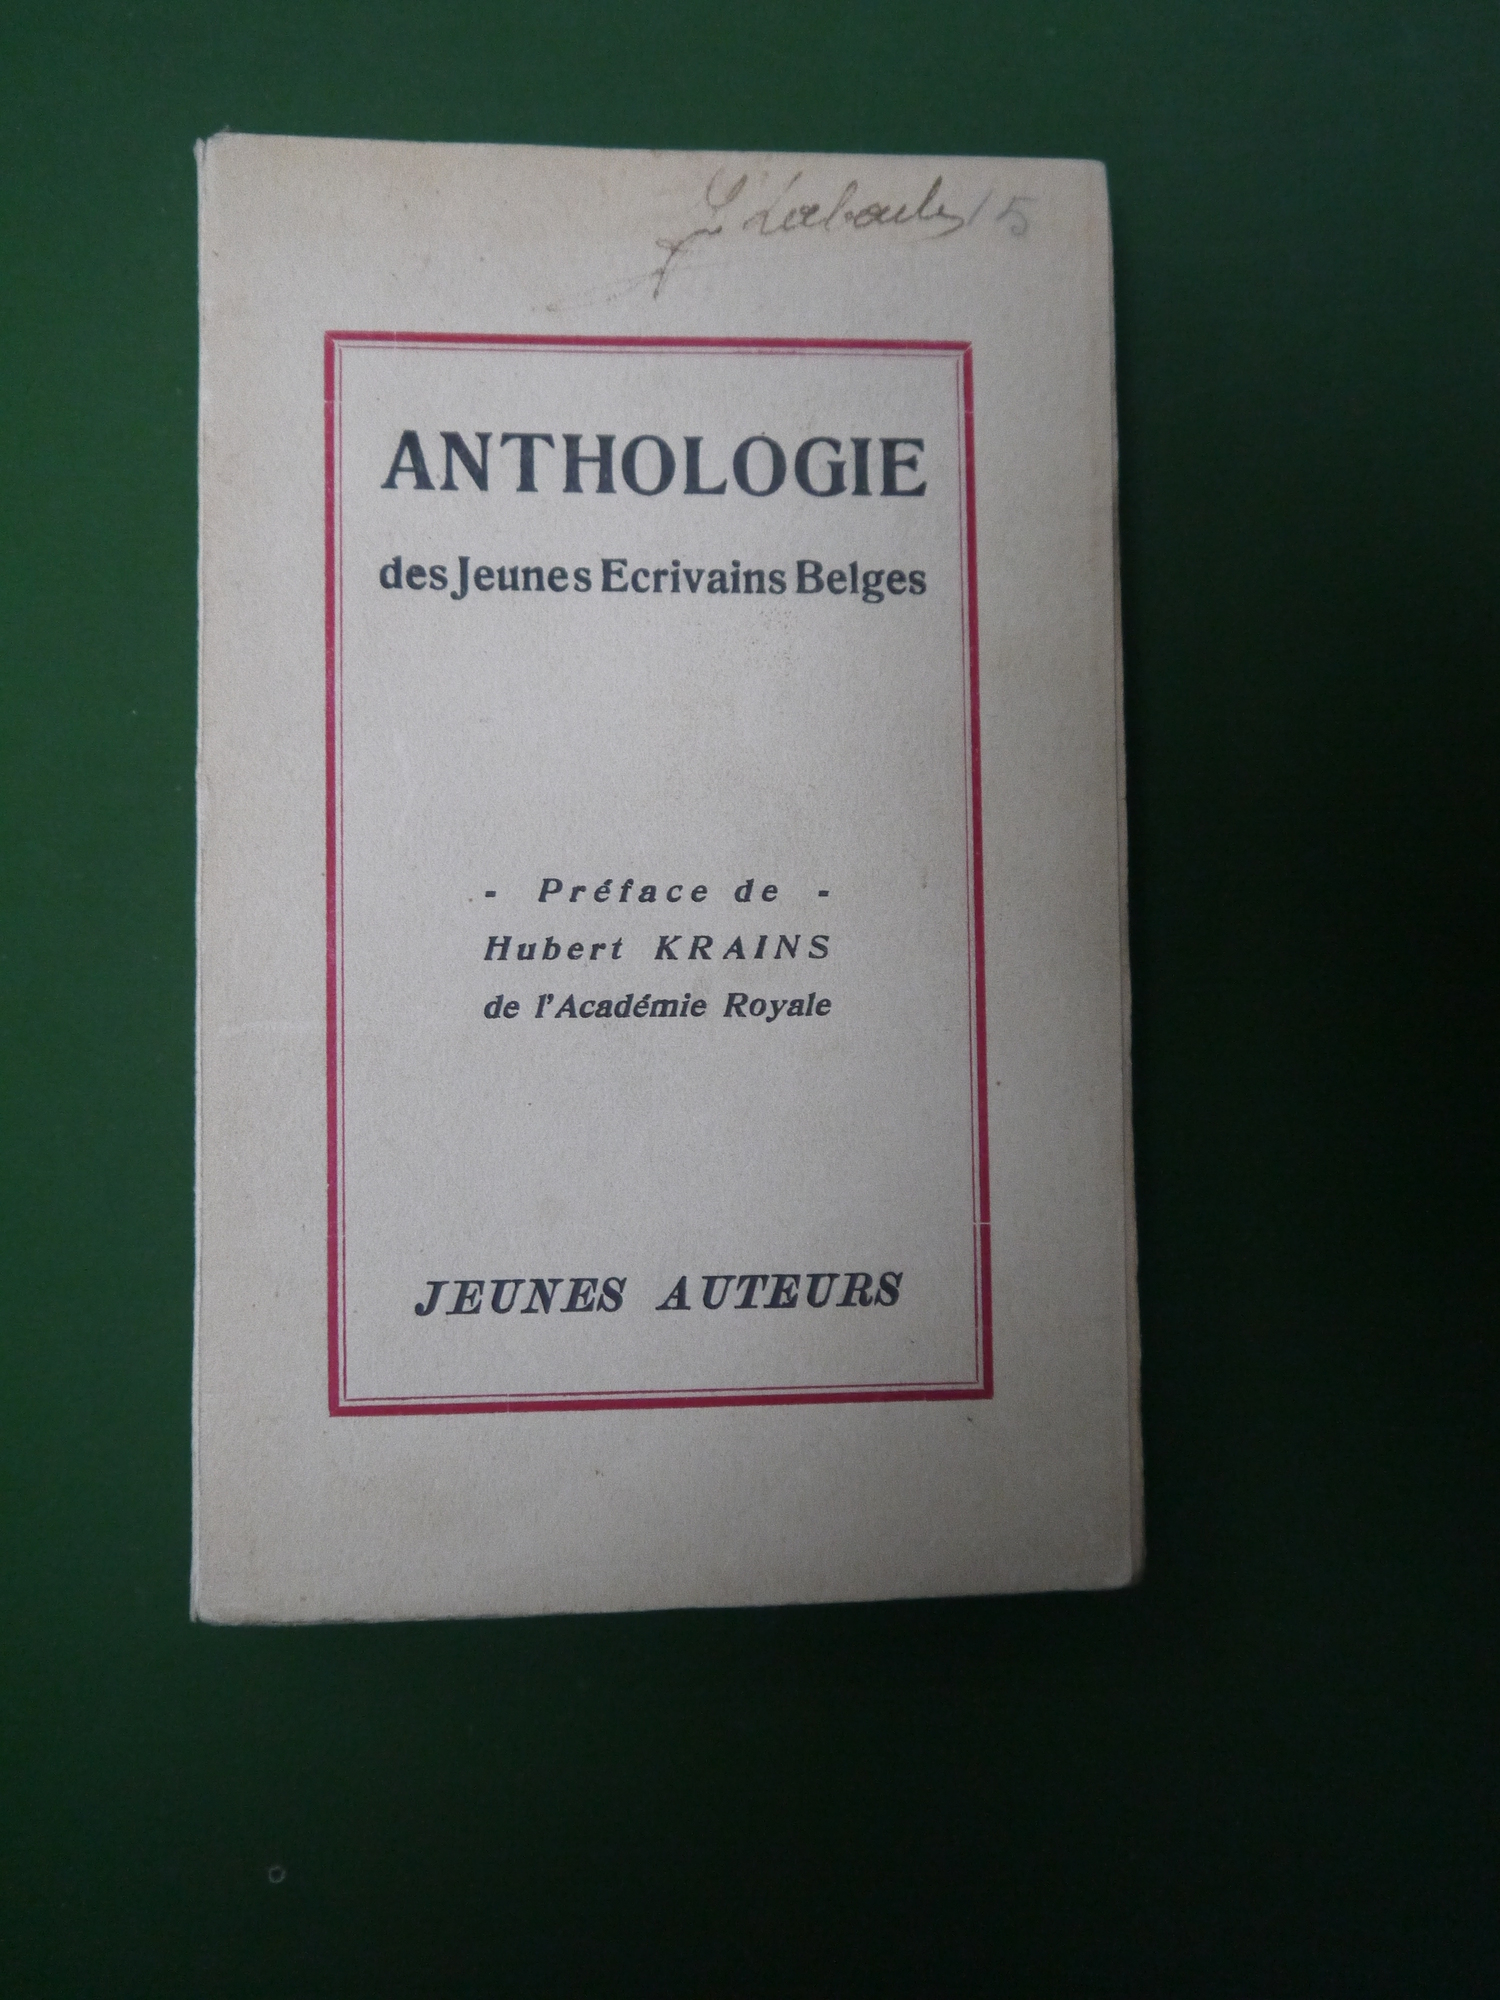 ANTHOLOGIE
des Jeunes Ecrivains Belges
- Préface de -
Hubert KRAINS
de l'Académie Royale
JEUNES AUTEURS